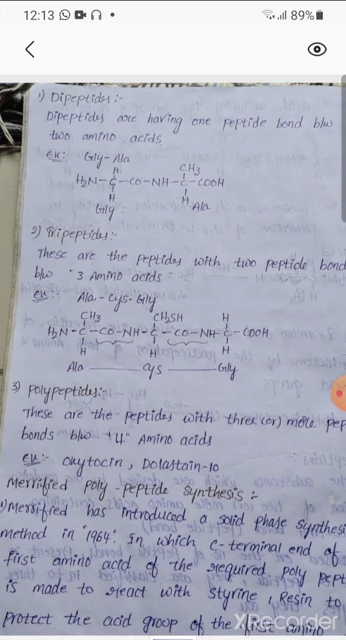 12:13
89%
1) Dipeptides :-
Dipeptides are having one peptide bond b/w
two amino acids
ex: Gly-Ala
H CH3
H2N-C-CO-NH-C-COOH
H H
Gly Ala
2) Tripeptides:-
These are the peptides with two peptide bond
b/w "3 Amino acids
ex: Ala-Cys-Gly
CH3 CH2SH H
H2N-C-CO-NH-C-CO-NH-C-COOH
H H H
Ala cys Gly
3) Polypeptides:-
These are the peptides with three (or) more pep
bonds b/w "4" Amino acids
ex: oxytocin, Dolastain-10
Merrified poly-peptide synthesis :-
1) Merrified has introduced a solid phase synthesi
method in "1964". In which C-terminal end of
first amino acid of the required poly pept
is made to react with styrine, Resin to
protect the acid group of the first amino
XRecorder